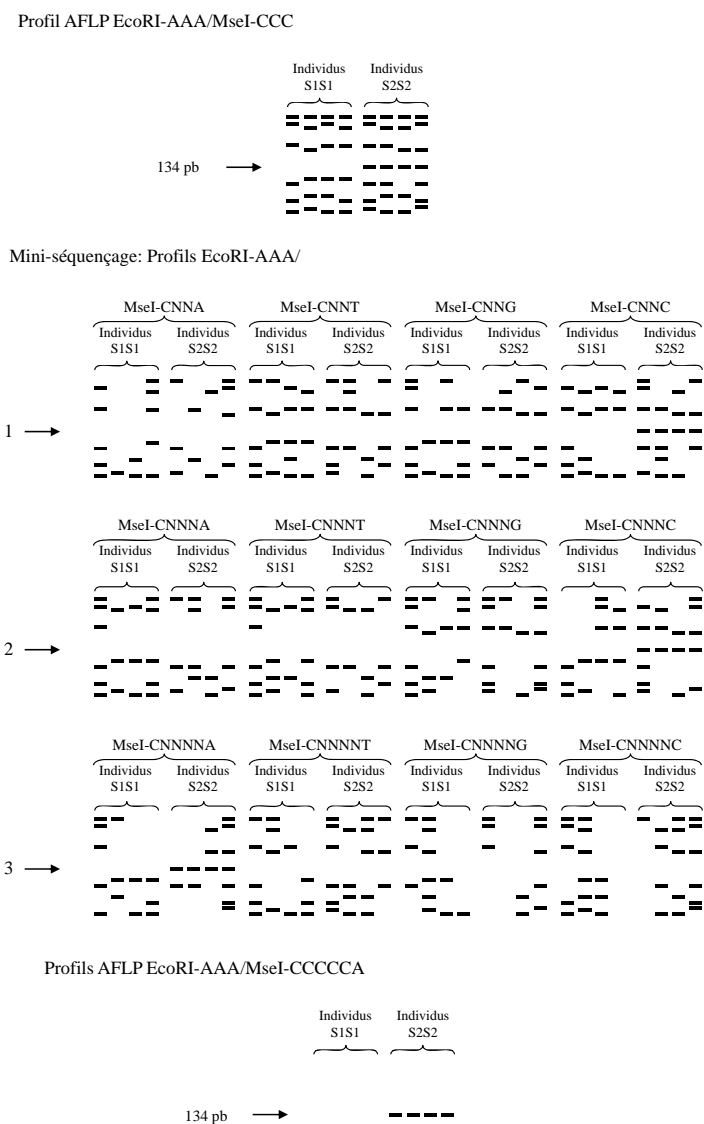 Profil AFLP EcoRI-AAA/MseI-CCC
Individus Individus
S1S1 S2S2
134 pb
Mini-séquençage: Profils EcoRI-AAA/
MseI-CNNA MseI-CNNT MseI-CNNG MseI-CNNC
Individus Individus Individus Individus Individus Individus Individus Individus
S1S1 S2S2 S1S1 S2S2 S1S1 S2S2 S1S1 S2S2
1
MseI-CNNNA MseI-CNNNT MseI-CNNNG MseI-CNNNC
Individus Individus Individus Individus Individus Individus Individus Individus
S1S1 S2S2 S1S1 S2S2 S1S1 S2S2 S1S1 S2S2
2
MseI-CNNNNA MseI-CNNNNT MseI-CNNNNG MseI-CNNNNC
Individus Individus Individus Individus Individus Individus Individus Individus
S1S1 S2S2 S1S1 S2S2 S1S1 S2S2 S1S1 S2S2
3
Profils AFLP EcoRI-AAA/MseI-CCCCCA
Individus Individus
S1S1 S2S2
134 pb